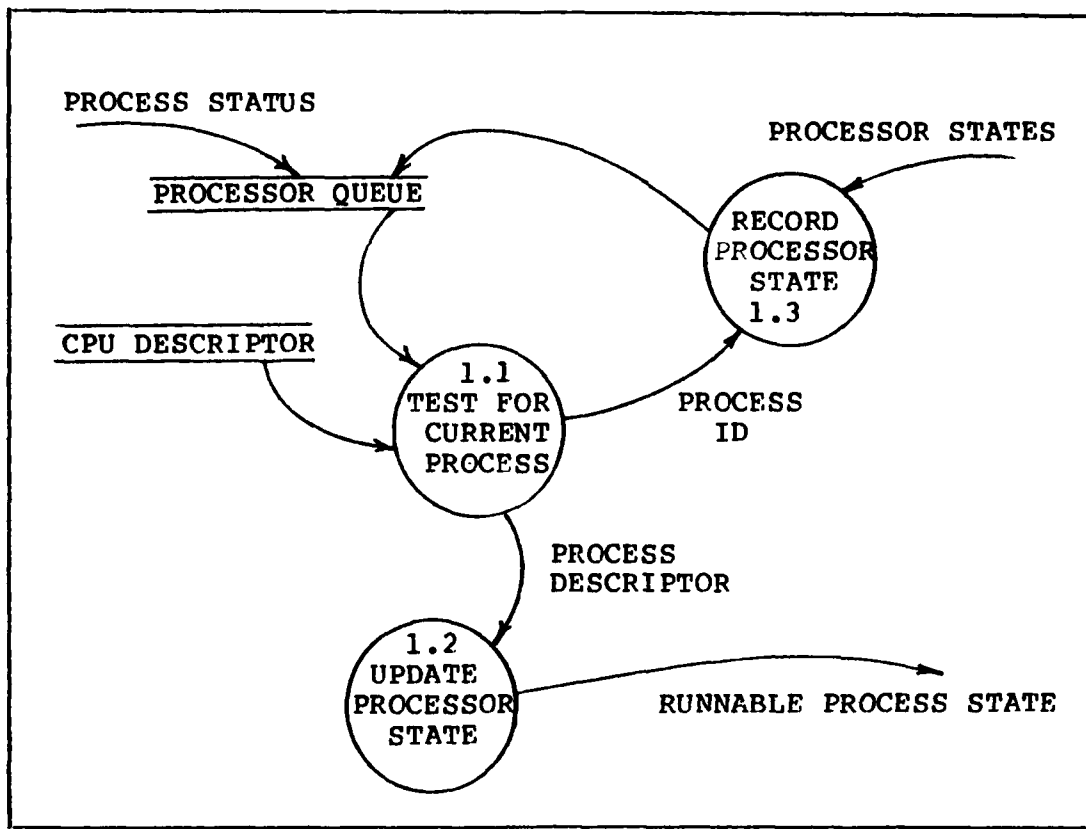 PROCESS STATUS
PROCESSOR STATES
PROCESSOR QUEUE
RECORD
PROCESSOR
STATE
1.3
CPU DESCRIPTOR
1.1
TEST FOR
CURRENT
PROCESS
PROCESS
ID
PROCESS
DESCRIPTOR
1.2
UPDATE
PROCESSOR
STATE
RUNNABLE PROCESS STATE